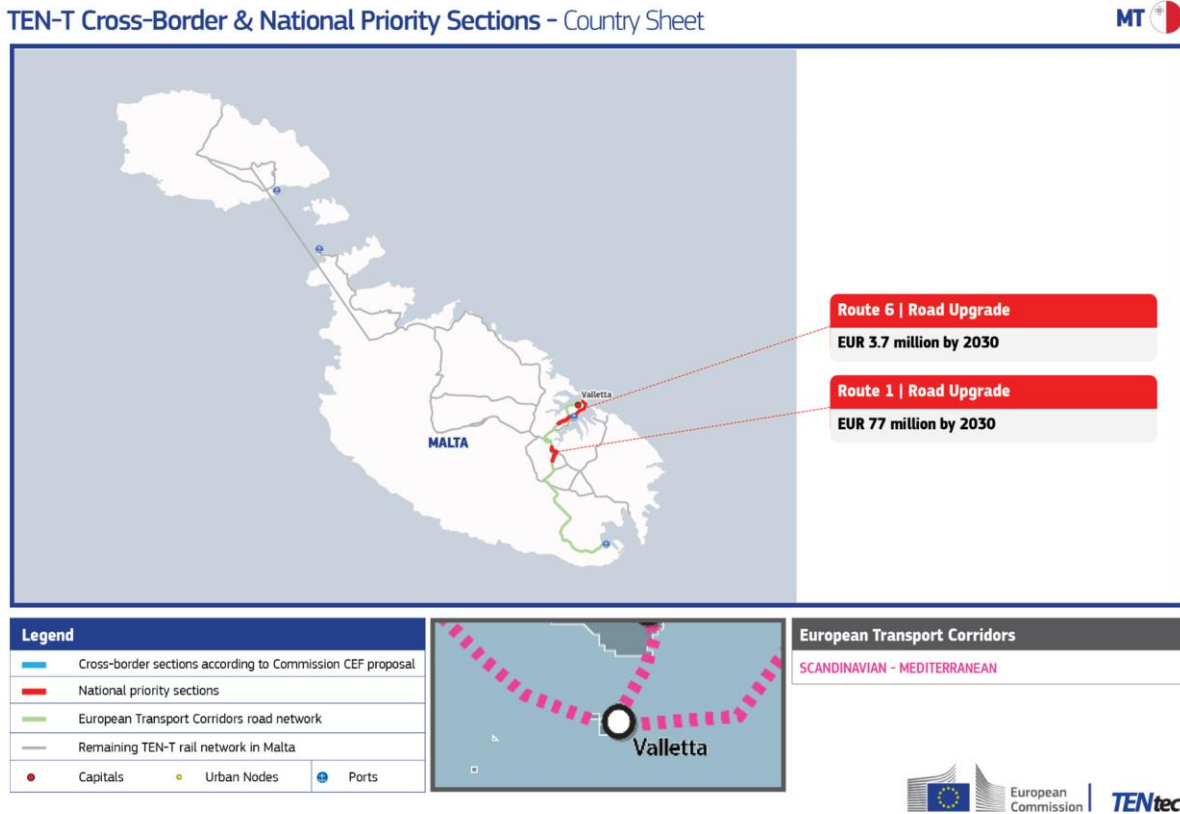 TEN-T Cross-Border & National Priority Sections - Country Sheet
MT
Valletta
MALTA
Route 6 | Road Upgrade
EUR 3.7 million by 2030
Route 1 | Road Upgrade
EUR 77 million by 2030
Legend
Cross-border sections according to Commission CEF proposal
National priority sections
European Transport Corridors road network
Remaining TEN-T rail network in Malta
Capitals
Urban Nodes
Ports
Valletta
European Transport Corridors
SCANDINAVIAN - MEDITERRANEAN
European
Commission
TENtec